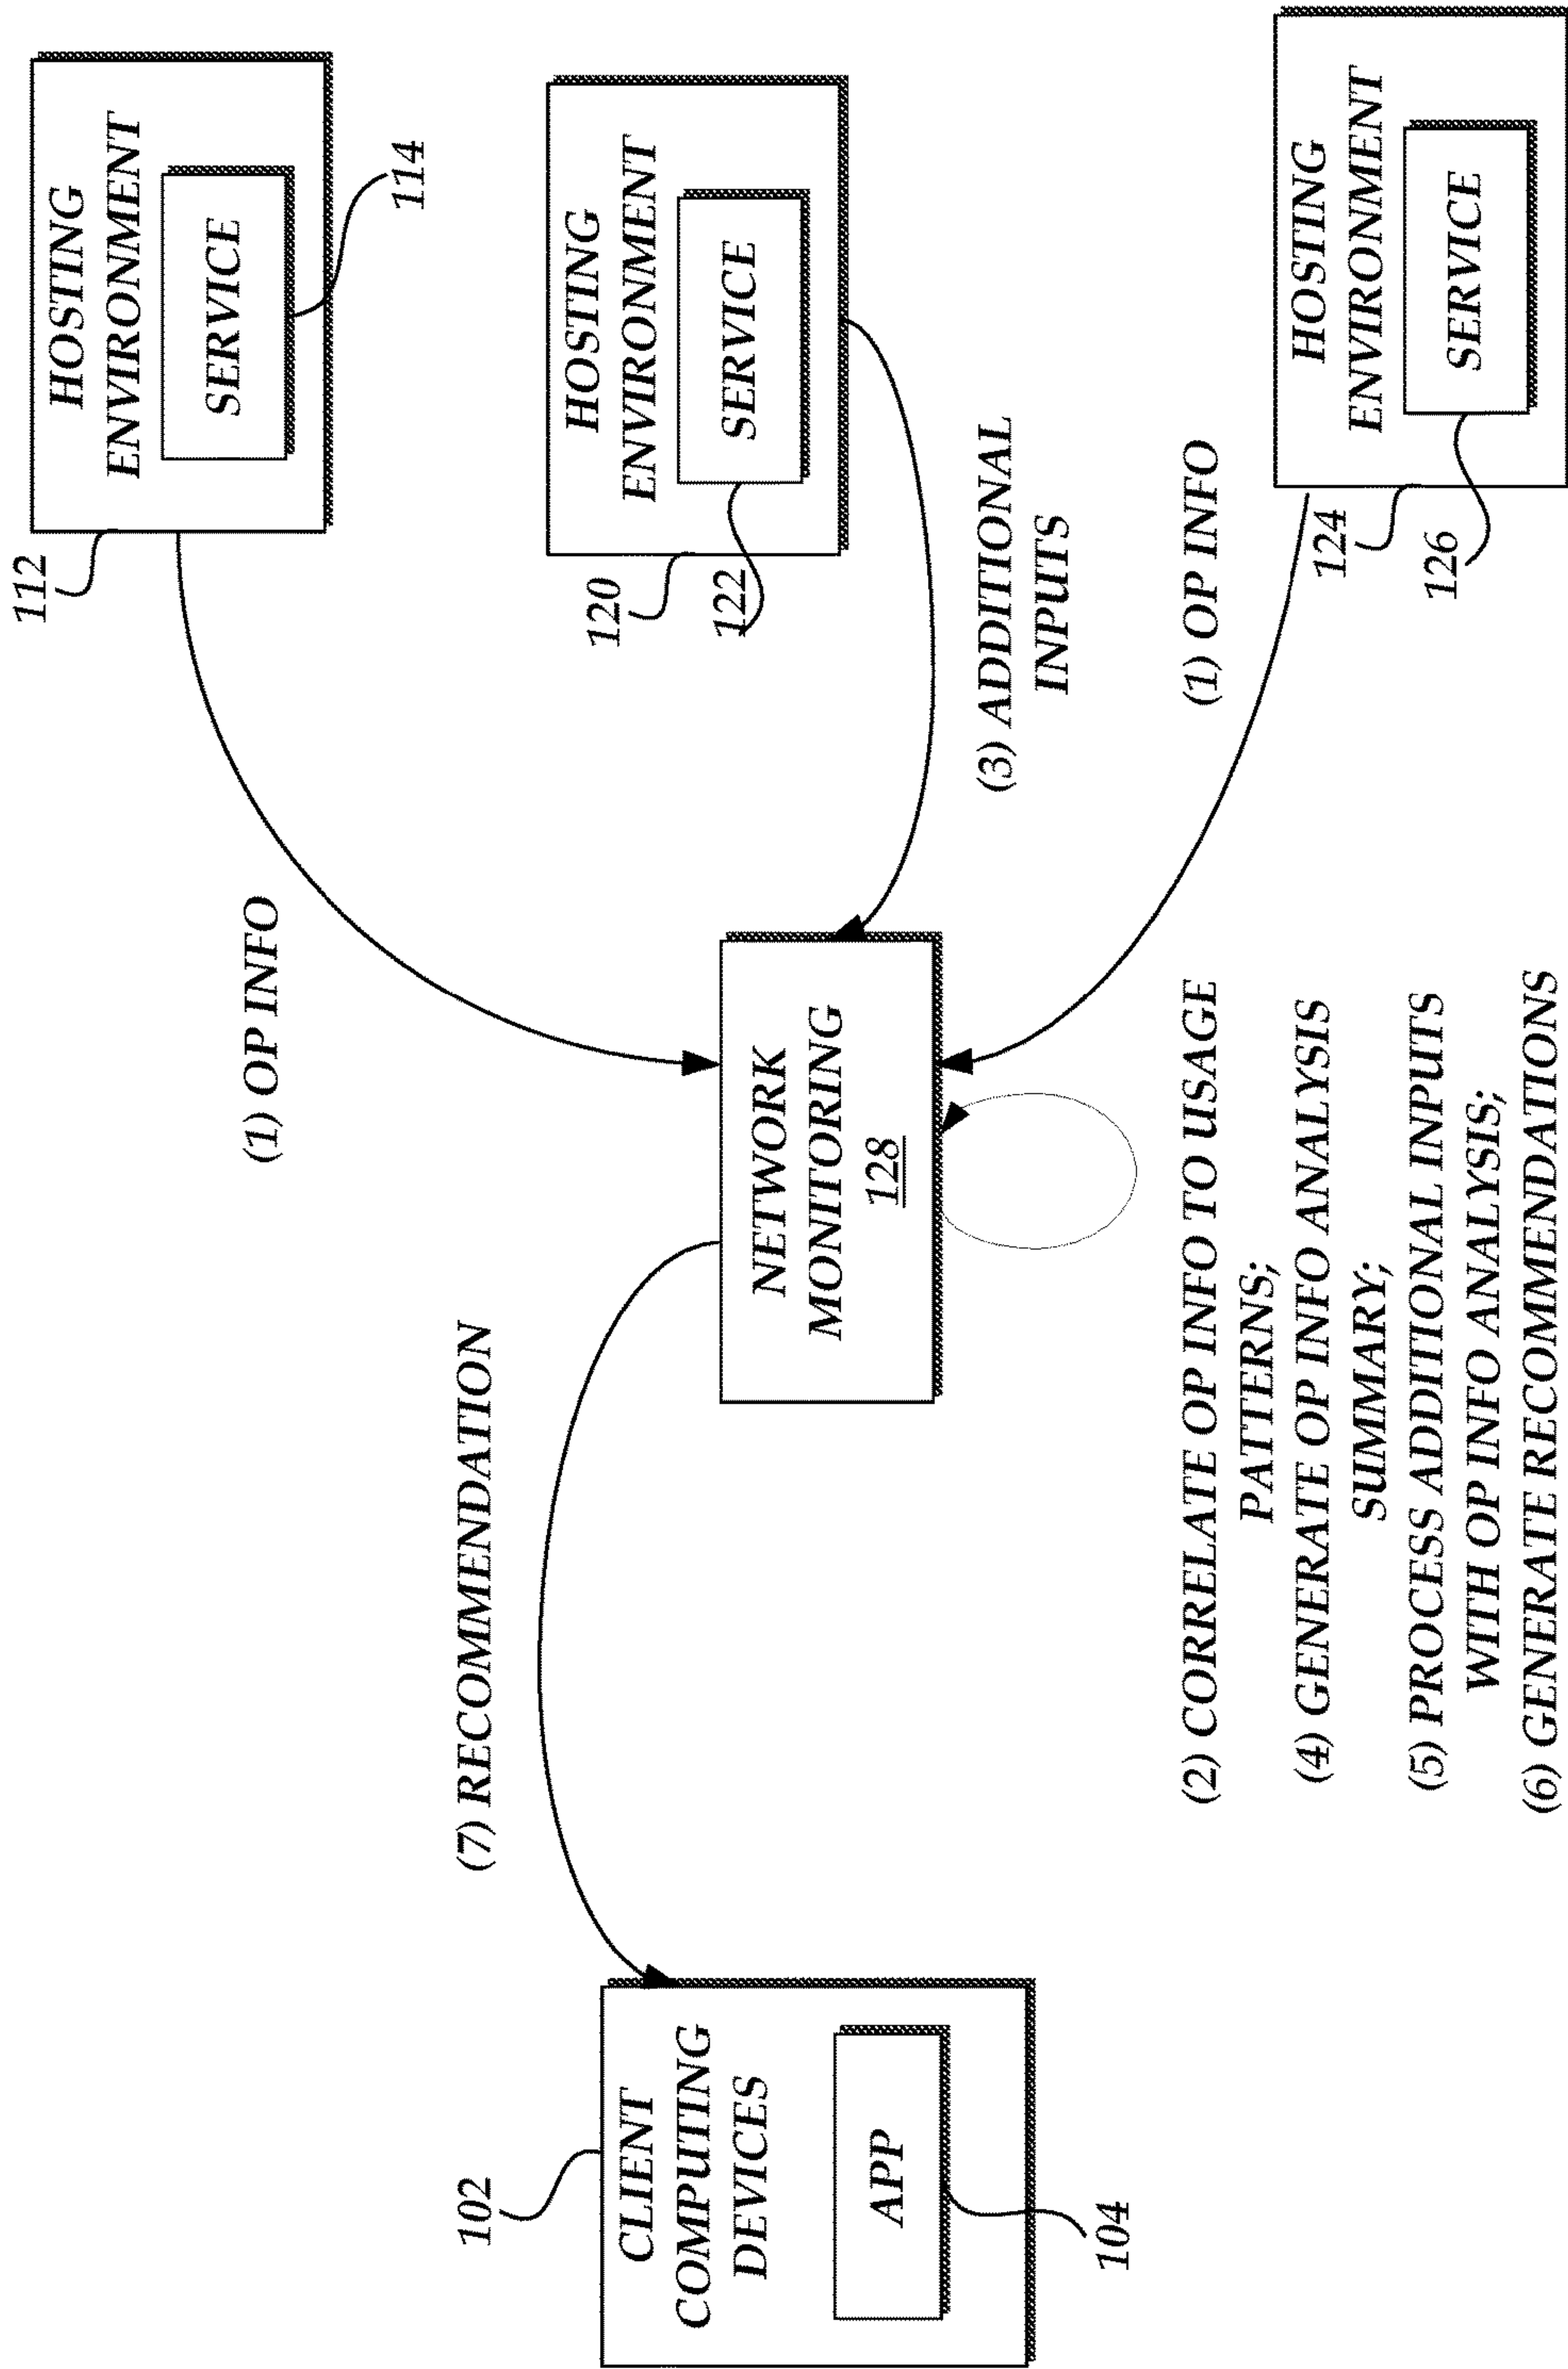 112
HOSTING
ENVIRONMENT
SERVICE
114
(1) OP INFO
102
CLIENT
COMPUTING
DEVICES
APP
104
(7) RECOMMENDATION
NETWORK
MONITORING
128
120
HOSTING
ENVIRONMENT
122
SERVICE
(3) ADDITIONAL
INPUTS
(1) OP INFO
124
HOSTING
ENVIRONMENT
126
SERVICE
(2) CORRELATE OP INFO TO USAGE
PATTERNS;
(4) GENERATE OP INFO ANALYSIS
SUMMARY;
(5) PROCESS ADDITIONAL INPUTS
WITH OP INFO ANALYSIS;
(6) GENERATE RECOMMENDATIONS